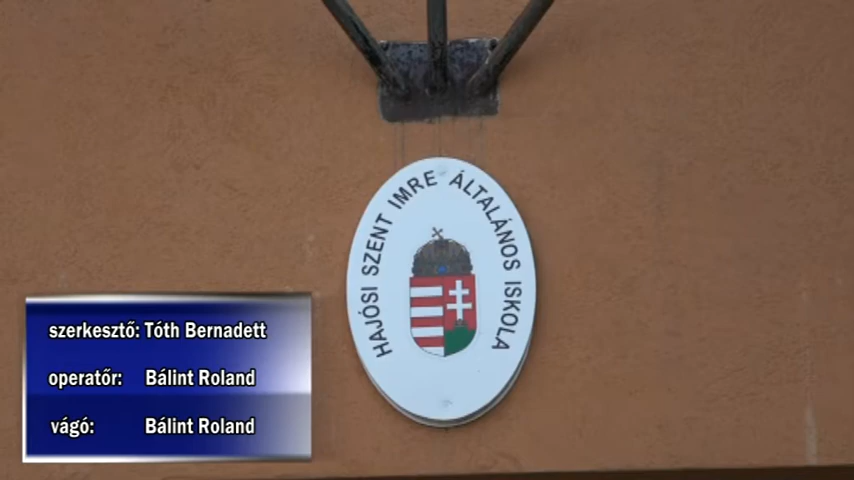 HAJÓSI SZENT IMRE ÁLTALÁNOS ISKOLA
szerkesztő: Tóth Bernadett
operatőr: Bálint Roland
vágó: Bálint Roland